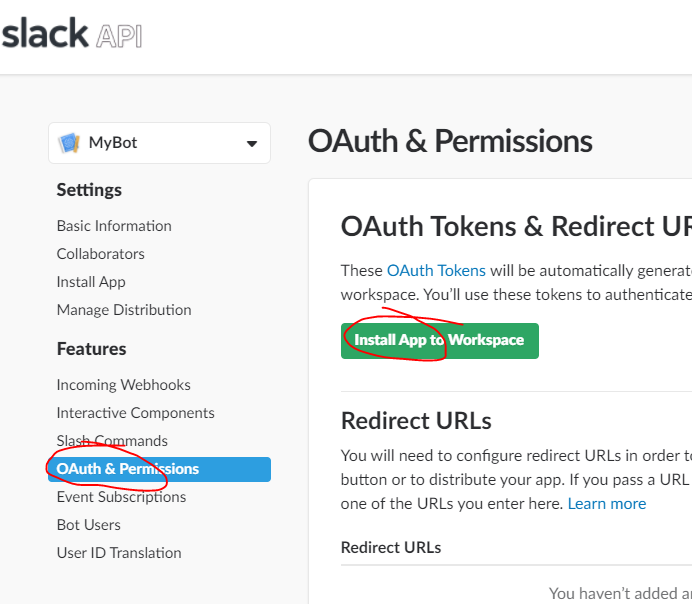 slack API
MyBot
Settings
Basic Information
Collaborators
Install App
Manage Distribution
Features
Incoming Webhooks
Interactive Components
Slash Commands
OAuth & Permissions
Event Subscriptions
Bot Users
User ID Translation
OAuth & Permissions
OAuth Tokens & Redirect UR
These OAuth Tokens will be automatically generate
workspace. You'll use these tokens to authenticate
Install App to Workspace
Redirect URLs
You will need to configure redirect URLs in order to
button or to distribute your app. If you pass a URL
one of the URLs you enter here. Learn more
Redirect URLs
You haven't added a